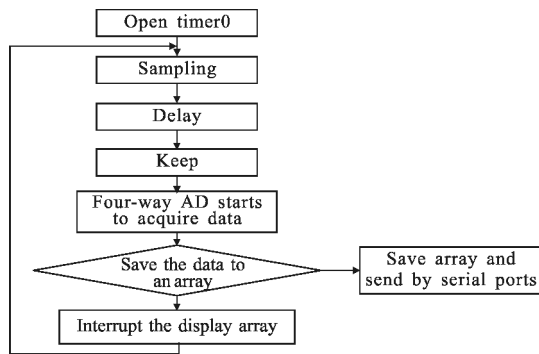 Open timer0
Sampling
Delay
Keep
Four-way AD starts
to acquire data
Save the data to
an array
Save array and
send by serial ports
Interrupt the display array